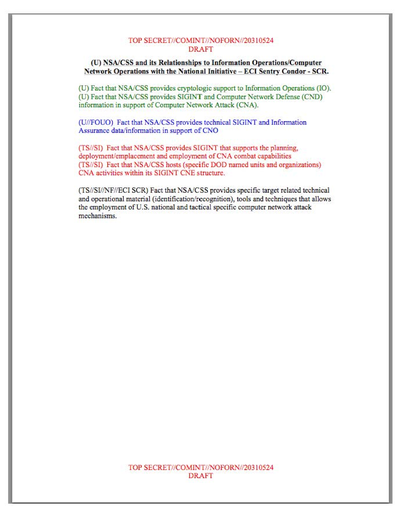 TOP SECRET//COMINT//NOFORN//20310524
DRAFT
(U) NSA/CSS and its Relationships to Information Operations/Computer
Network Operations with the National Initiative – ECI Sentry Condor - SCR.
(U) Fact that NSA/CSS provides cryptologic support to Information Operations (IO).
(U) Fact that NSA/CSS provides SIGINT and Computer Network Defense (CND)
information in support of Computer Network Attack (CNA).
(U//FOUO)  Fact that NSA/CSS provides technical SIGINT and Information
Assurance data/information in support of CNO
(TS//SI)  Fact that NSA/CSS provides SIGINT that supports the planning,
deployment/emplacement and employment of CNA combat capabilities
(TS//SI)  Fact that NSA/CSS hosts (specific DOD named units and organizations)
CNA activities within its SIGINT CNE structure.
(TS//SI//NF//ECI SCR) Fact that NSA/CSS provides specific target related technical
and operational material (identification/recognition), tools and techniques that allows
the employment of U.S. national and tactical specific computer network attack
mechanisms.
TOP SECRET//COMINT//NOFORN//20310524
DRAFT